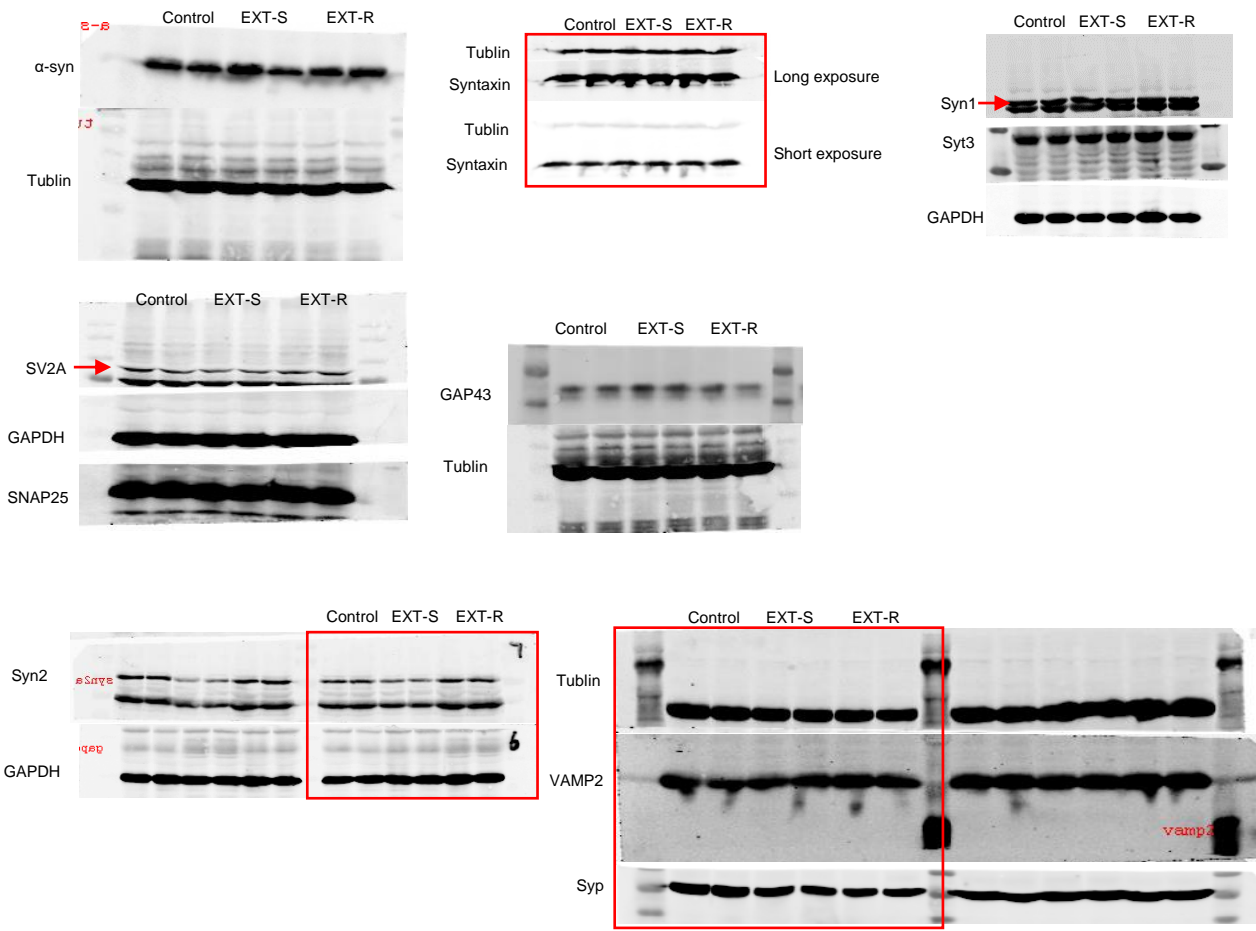 Control EXT-S EXT-R
α-syn
Tublin
Control EXT-S EXT-R
Tublin
Syntaxin
Long exposure
Tublin
Syntaxin
Short exposure
Control EXT-S EXT-R
Syn1
Syt3
GAPDH
Control EXT-S EXT-R
SV2A
GAPDH
SNAP25
Control EXT-S EXT-R
GAP43
Tublin
Control EXT-S EXT-R
7
Syn2
syn2a
6
GAPDH
Control EXT-S EXT-R
Tublin
VAMP2
vamp2
Syp